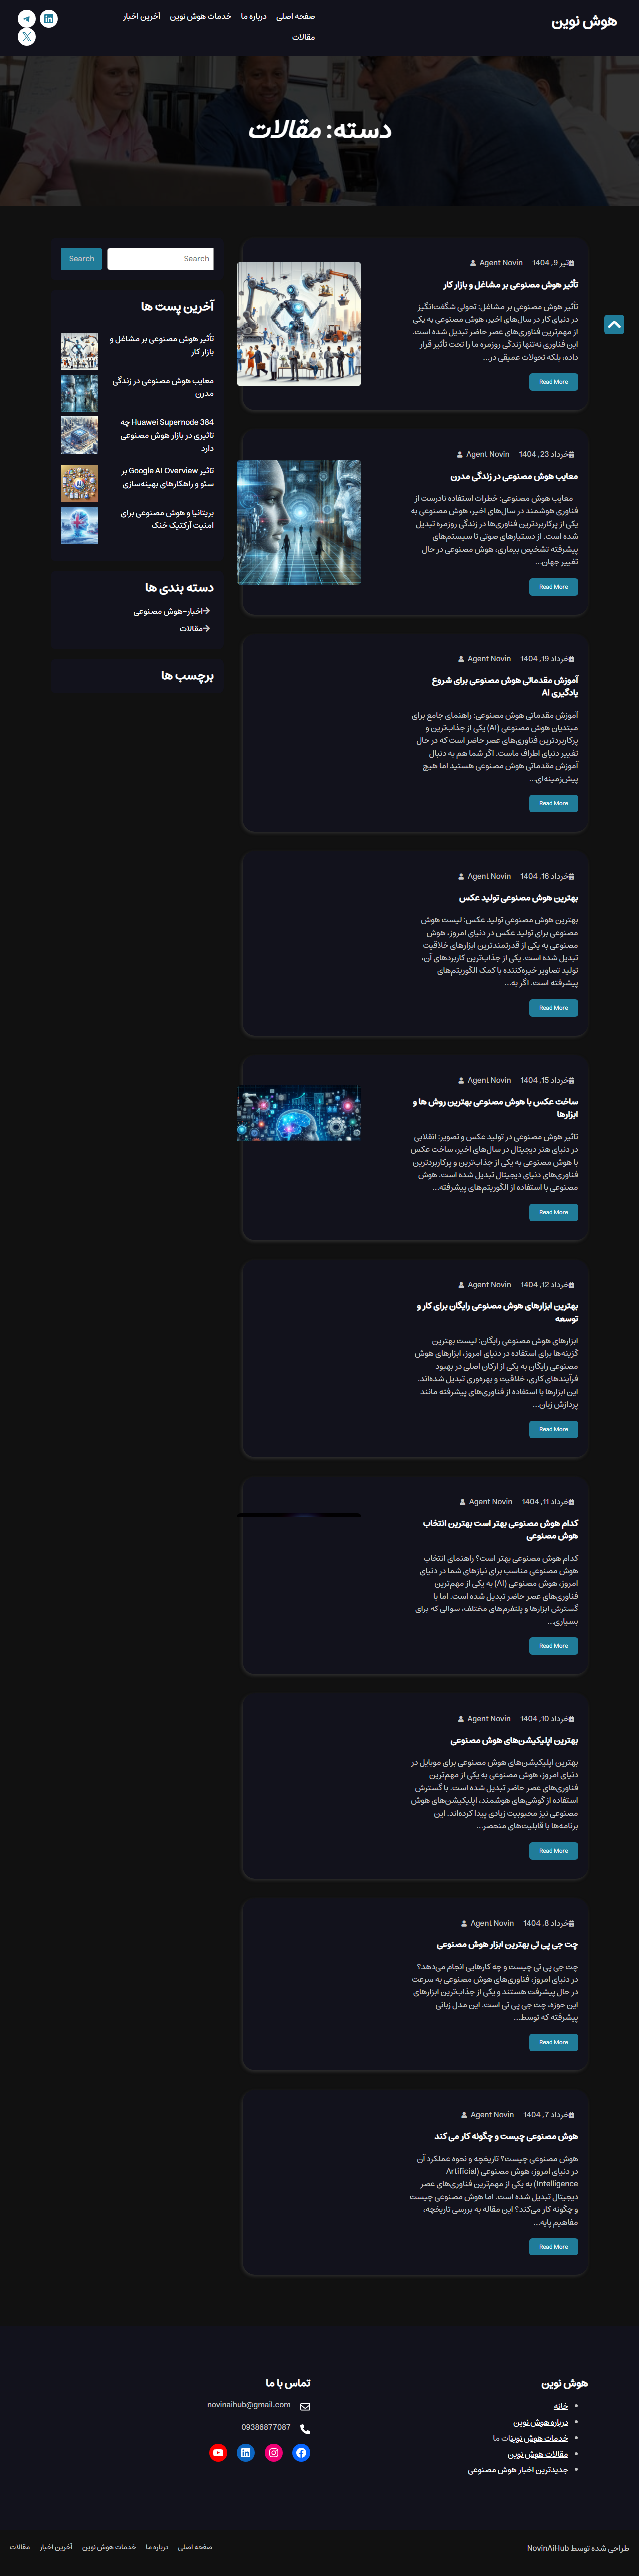 هوش نوین
صفحه اصلی درباره ما خدمات هوش نوین آخرین اخبار
مقالات
دسته: مقالات
تیر 9, 1404 Agent Novin
تأثیر هوش مصنوعی بر مشاغل و بازار کار
تأثیر هوش مصنوعی بر مشاغل: تحولی شگفت‌انگیز
در دنیای کار در سال‌های اخیر، هوش مصنوعی به یکی
از مهم‌ترین فناوری‌های عصر حاضر تبدیل شده است.
این فناوری نه‌تنها زندگی روزمره ما را تحت تأثیر قرار
داده، بلکه تحولات عمیقی در…
Read More
خرداد 23, 1404 Agent Novin
معایب هوش مصنوعی در زندگی مدرن
معایب هوش مصنوعی: خطرات استفاده نادرست از
فناوری هوشمند در سال‌های اخیر، هوش مصنوعی به
یکی از پرکاربردترین فناوری‌ها در زندگی روزمره تبدیل
شده است. از دستیارهای صوتی تا سیستم‌های
پیشرفته تشخیص بیماری، هوش مصنوعی در حال
تغییر جهان…
Read More
خرداد 19, 1404 Agent Novin
آموزش مقدماتی هوش مصنوعی برای شروع
یادگیری AI
آموزش مقدماتی هوش مصنوعی: راهنمای جامع برای
مبتدیان هوش مصنوعی (AI) یکی از جذاب‌ترین و
پرکاربردترین فناوری‌های عصر حاضر است که در حال
تغییر دنیای اطراف ماست. اگر شما هم به دنبال
آموزش مقدماتی هوش مصنوعی هستید اما هیچ
پیش‌زمینه‌ای…
Read More
خرداد 16, 1404 Agent Novin
بهترین هوش مصنوعی تولید عکس
بهترین هوش مصنوعی تولید عکس: لیست هوش
مصنوعی برای تولید عکس در دنیای امروز، هوش
مصنوعی به یکی از قدرتمندترین ابزارهای خلاقیت
تبدیل شده است. یکی از جذاب‌ترین کاربردهای آن،
تولید تصاویر خیره‌کننده با کمک الگوریتم‌های
پیشرفته است. اگر به…
Read More
خرداد 15, 1404 Agent Novin
ساخت عکس با هوش مصنوعی بهترین روش ها و
ابزارها
تاثیر هوش مصنوعی در تولید عکس و تصویر: انقلابی
در دنیای هنر دیجیتال در سال‌های اخیر، ساخت عکس
با هوش مصنوعی به یکی از جذاب‌ترین و پرکاربردترین
فناوری‌های دنیای دیجیتال تبدیل شده است. هوش
مصنوعی با استفاده از الگوریتم‌های پیشرفته…
Read More
خرداد 12, 1404 Agent Novin
بهترین ابزارهای هوش مصنوعی رایگان برای کار و
توسعه
ابزارهای هوش مصنوعی رایگان: لیست بهترین
گزینه‌ها برای استفاده در دنیای امروز، ابزارهای هوش
مصنوعی رایگان به یکی از ارکان اصلی در بهبود
فرآیندهای کاری، خلاقیت و بهره‌وری تبدیل شده‌اند.
این ابزارها با استفاده از فناوری‌های پیشرفته مانند
پردازش زبان…
Read More
خرداد 11, 1404 Agent Novin
کدام هوش مصنوعی بهتر است بهترین انتخاب
هوش مصنوعی
کدام هوش مصنوعی بهتر است؟ راهنمای انتخاب
هوش مصنوعی مناسب برای نیازهای شما در دنیای
امروز، هوش مصنوعی (AI) به یکی از مهم‌ترین
فناوری‌های عصر حاضر تبدیل شده است. اما با
گسترش ابزارها و پلتفرم‌های مختلف، سوالی که برای
بسیاری…
Read More
خرداد 10, 1404 Agent Novin
بهترین اپلیکیشن‌های هوش مصنوعی
بهترین اپلیکیشن‌های هوش مصنوعی برای موبایل در
دنیای امروز، هوش مصنوعی به یکی از مهم‌ترین
فناوری‌های عصر حاضر تبدیل شده است. با گسترش
استفاده از گوشی‌های هوشمند، اپلیکیشن‌های هوش
مصنوعی نیز محبوبیت زیادی پیدا کرده‌اند. این
برنامه‌ها با قابلیت‌های منحصر…
Read More
خرداد 8, 1404 Agent Novin
چت جی پی تی بهترین ابزار هوش مصنوعی
چت جی پی تی چیست و چه کارهایی انجام می‌دهد؟
در دنیای امروز، فناوری‌های هوش مصنوعی به سرعت
در حال پیشرفت هستند و یکی از جذاب‌ترین ابزارهای
این حوزه، چت جی پی تی است. این مدل زبانی
پیشرفته که توسط…
Read More
خرداد 7, 1404 Agent Novin
هوش مصنوعی چیست و چگونه کار می کند
هوش مصنوعی چیست؟ تاریخچه و نحوه عملکرد آن
در دنیای امروز، هوش مصنوعی (Artificial
Intelligence) به یکی از مهم‌ترین فناوری‌های عصر
دیجیتال تبدیل شده است. اما هوش مصنوعی چیست
و چگونه کار می‌کند؟ این مقاله به بررسی تاریخچه،
مفاهیم پایه…
Read More
Search Search
آخرین پست ها
تأثیر هوش مصنوعی بر مشاغل و
بازار کار
معایب هوش مصنوعی در زندگی
مدرن
Huawei Supernode 384 چه
تاثیری در بازار هوش مصنوعی
دارد
تاثیر Google AI Overview بر
سئو و راهکارهای بهینه‌سازی
بریتانیا و هوش مصنوعی برای
امنیت آرکتیک خنک
دسته بندی ها
اخبار-هوش مصنوعی
مقالات
برچسب ها
هوش نوین
خانه
درباره هوش نوین
خدمات هوش نوینات ما
مقالات هوش نوین
جدیدترین اخبار هوش مصنوعی
تماس با ما
novinaihub@gmail.com
09386877087
طراحی شده توسط NovinAiHub
صفحه اصلی درباره ما خدمات هوش نوین آخرین اخبار مقالات